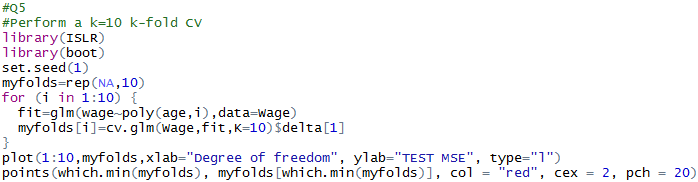 #Q5
#Perform a k=10 k-fold CV
library(ISLR)
library(boot)
set.seed(1)
myfolds=rep(NA,10)
for (i in 1:10) {
  fit=glm(wage~poly(age,i),data=Wage)
  myfolds[i]=cv.glm(Wage,fit,K=10)$delta[1]
}
plot(1:10,myfolds,xlab="Degree of freedom", ylab="TEST MSE", type="l")
points(which.min(myfolds), myfolds[which.min(myfolds)], col = "red", cex = 2, pch = 20)